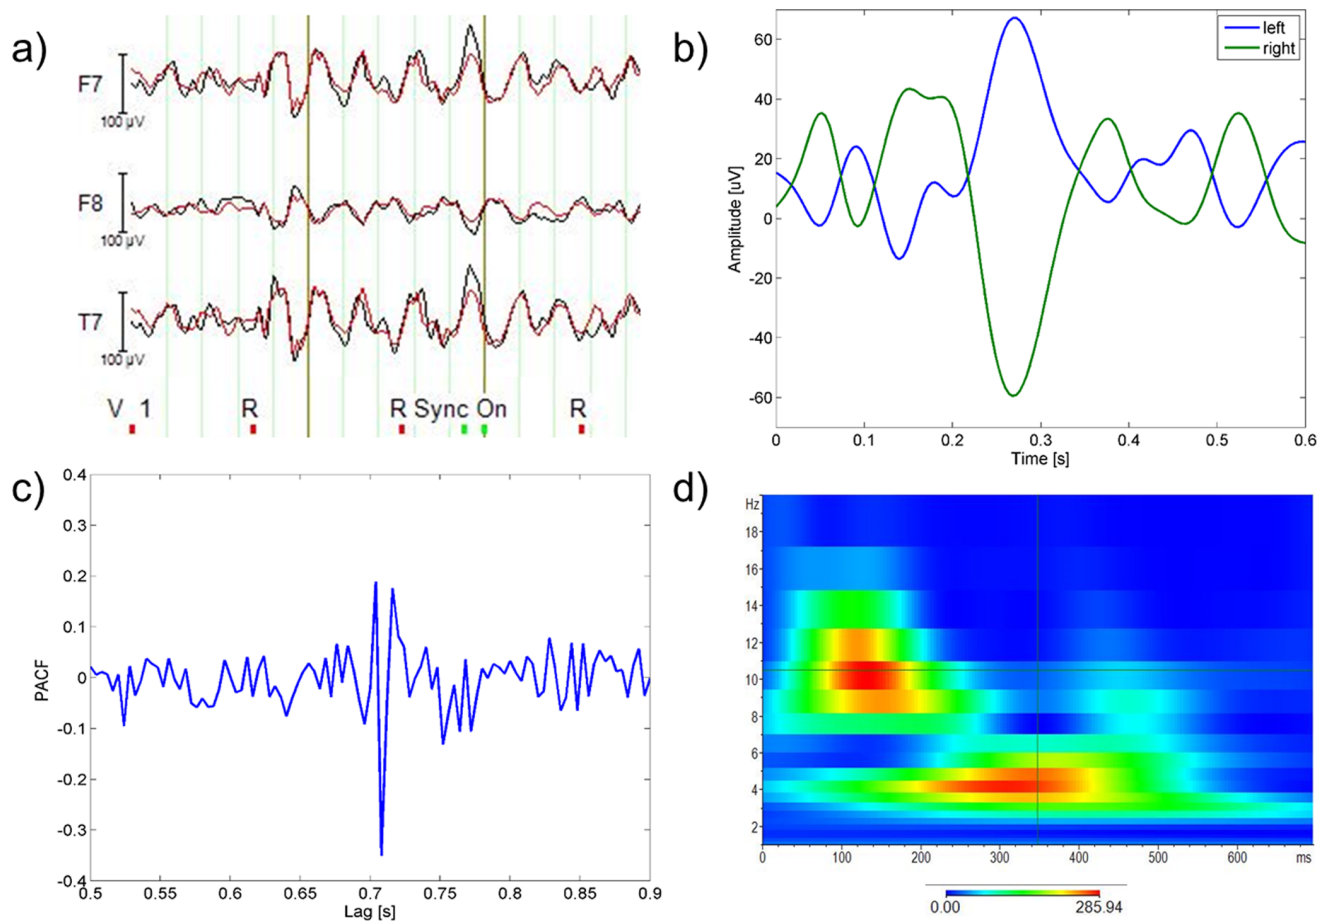 a)
F7
100 µV
F8
100 µV
T7
100 µV
V 1 R R Sync On R
b)
left
right
60
40
20
0
-20
-40
-60
Amplitude [uV]
0 0.1 0.2 0.3 0.4 0.5 0.6
Time [s]
c)
0.4
0.3
0.2
0.1
0
-0.1
-0.2
-0.3
-0.4
PACF
0.5 0.55 0.6 0.65 0.7 0.75 0.8 0.85 0.9
Lag [s]
d)
Hz
18
16
14
12
10
8
6
4
2
0 100 200 300 400 500 600 ms
0.00 285.94